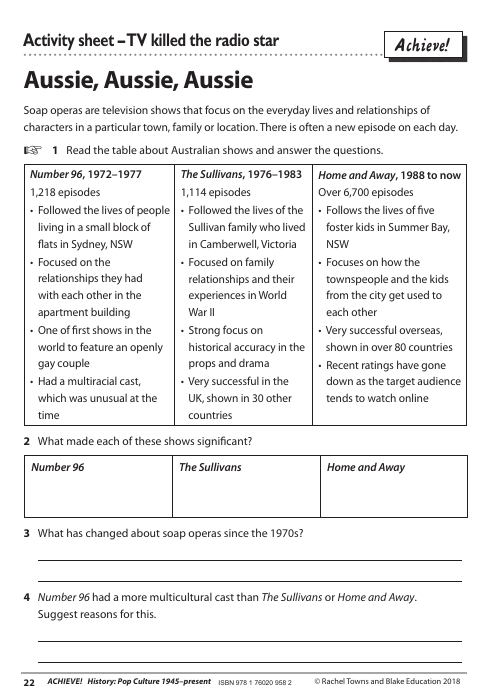 Activity sheet – TV killed the radio star
Achieve!
Aussie, Aussie, Aussie
Soap operas are television shows that focus on the everyday lives and relationships of
characters in a particular town, family or location. There is often a new episode on each day.
1 Read the table about Australian shows and answer the questions.
Number 96, 1972–1977
1,218 episodes
• Followed the lives of people
living in a small block of
flats in Sydney, NSW
• Focused on the
relationships they had
with each other in the
apartment building
• One of first shows in the
world to feature an openly
gay couple
• Had a multiracial cast,
which was unusual at the
time
The Sullivans, 1976–1983
1,114 episodes
• Followed the lives of the
Sullivan family who lived
in Camberwell, Victoria
• Focused on family
relationships and their
experiences in World
War II
• Strong focus on
historical accuracy in the
props and drama
• Very successful in the
UK, shown in 30 other
countries
Home and Away, 1988 to now
Over 6,700 episodes
• Follows the lives of five
foster kids in Summer Bay,
NSW
• Focuses on how the
townspeople and the kids
from the city get used to
each other
• Very successful overseas,
shown in over 80 countries
• Recent ratings have gone
down as the target audience
tends to watch online
2 What made each of these shows significant?
Number 96
The Sullivans
Home and Away
3 What has changed about soap operas since the 1970s?
4 Number 96 had a more multicultural cast than The Sullivans or Home and Away.
Suggest reasons for this.
22 ACHIEVE! History: Pop Culture 1945–present ISBN 978 1 76020 958 2 © Rachel Towns and Blake Education 2018